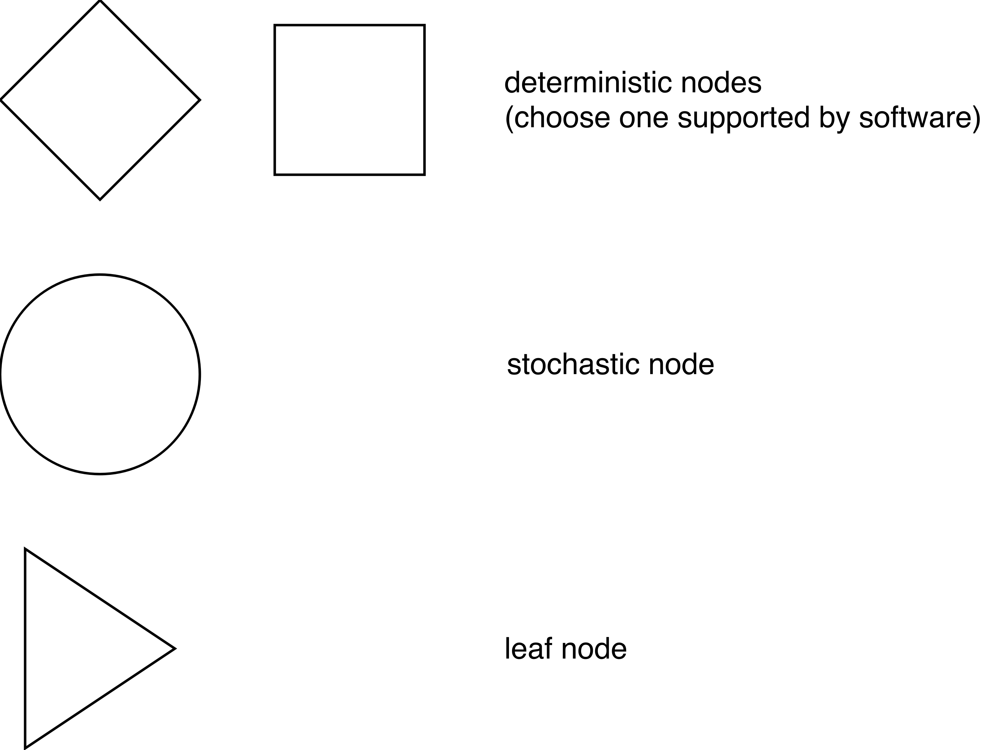 deterministic nodes
(choose one supported by software)
stochastic node
leaf node